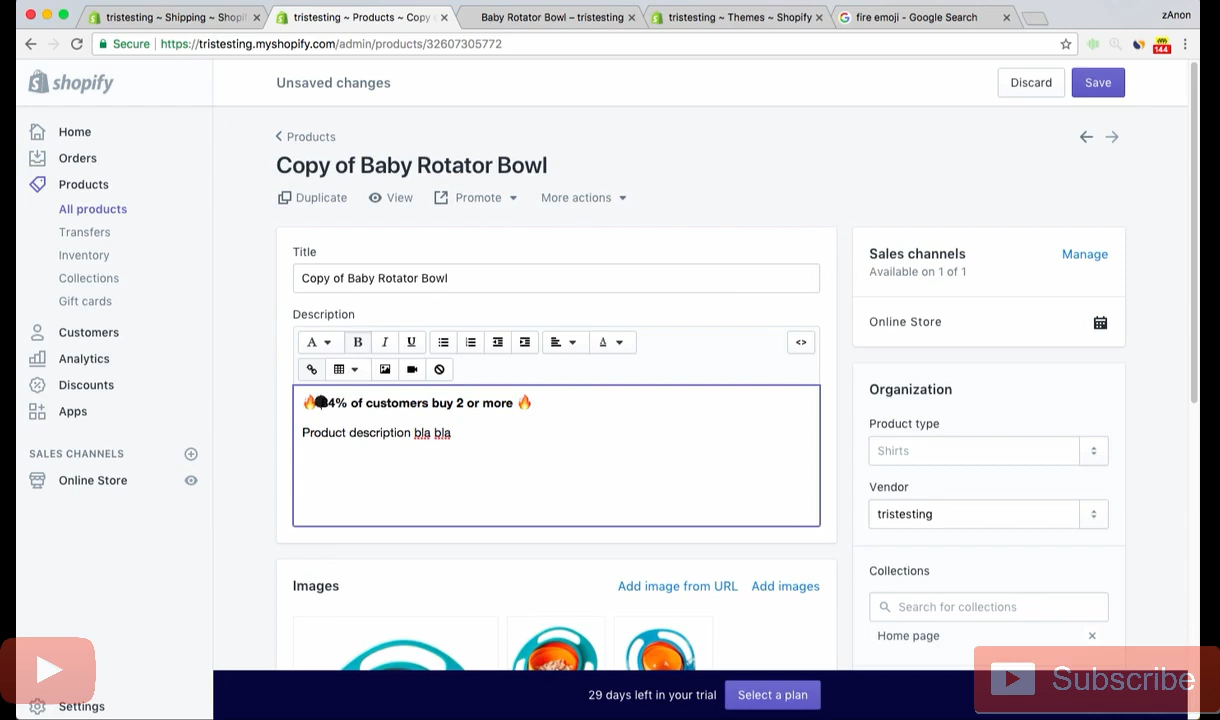 tristesting ~ Shipping ~ Shopif
tristesting ~ Products ~ Copy
Baby Rotator Bowl – tristesting
tristesting ~ Themes ~ Shopify
fire emoji - Google Search
zAnon
Secure
https://tristesting.myshopify.com/admin/products/32607305772
144
shopify
Unsaved changes
Discard
Save
Home
Orders
Products
All products
Transfers
Inventory
Collections
Gift cards
Customers
Analytics
Discounts
Apps
SALES CHANNELS
Online Store
Settings
Products
Copy of Baby Rotator Bowl
Duplicate
View
Promote
More actions
Title
Copy of Baby Rotator Bowl
Description
A B I U A <>
🔥 4% of customers buy 2 or more 🔥
Product description bla bla
Images
Add image from URL
Add images
Sales channels
Manage
Available on 1 of 1
Online Store
Organization
Product type
Shirts
Vendor
tristesting
Collections
Search for collections
Home page
29 days left in your trial
Select a plan
Subscribe